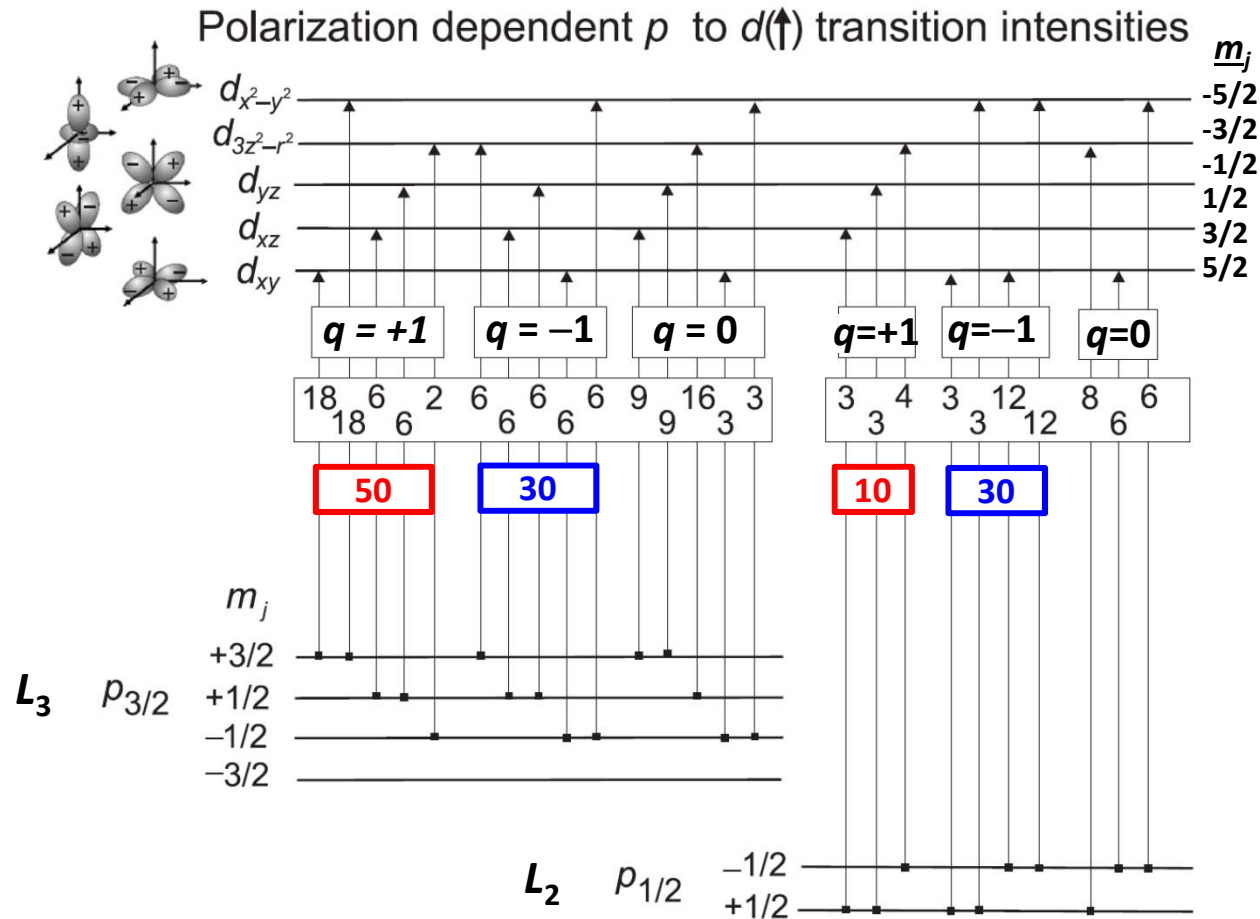 Polarization dependent p to d(↑) transition intensities
m_j
d_{x²−y²} -5/2
d_{3z²−r²} -3/2
-1/2
d_{yz} 1/2
d_{xz} 3/2
d_{xy} 5/2
q = +1 q = −1 q = 0 q=+1 q=−1 q=0
18 6 2 6 6 6 9 16 3 3 4 3 12 8 6
18 6 6 6 9 3 3 3 12 6
50 30 10 30
m_j
+3/2
L₃ p_{3/2} +1/2
−1/2
−3/2
L₂ p_{1/2} −1/2
+1/2